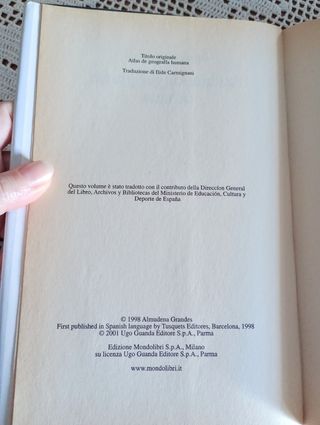 Titolo originale
Atlas de geografía humana
Traduzione di Ilide Carmignani
Questo volume è stato tradotto con il contributo della Direccíon General
del Libro, Archivos y Bibliotecas del Ministerio de Educación, Cultura y
Deporte de España
© 1998 Almudena Grandes
First published in Spanish language by Tusquets Editores, Barcelona, 1998
© 2001 Ugo Guanda Editore S.p.A., Parma
Edizione Mondolibri S.p.A., Milano
su licenza Ugo Guanda Editore S.p.A., Parma
www.mondolibri.it